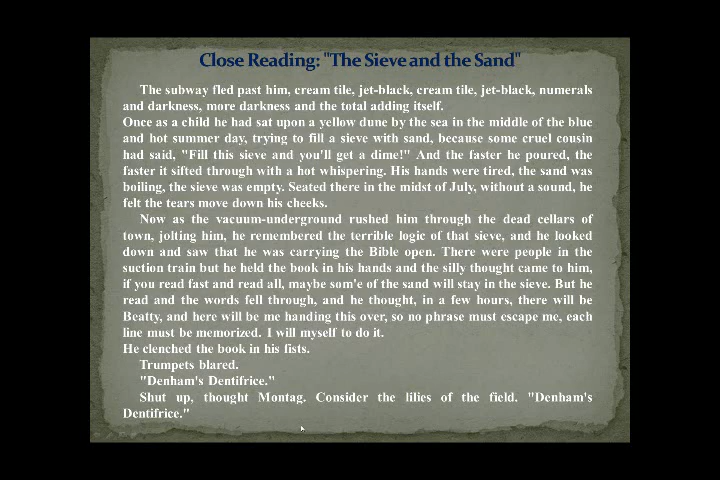 Close Reading: "The Sieve and the Sand"
The subway fled past him, cream tile, jet-black, cream tile, jet-black, numerals
and darkness, more darkness and the total adding itself.
Once as a child he had sat upon a yellow dune by the sea in the middle of the blue
and hot summer day, trying to fill a sieve with sand, because some cruel cousin
had said, "Fill this sieve and you'll get a dime!" And the faster he poured, the
faster it sifted through with a hot whispering. His hands were tired, the sand was
boiling, the sieve was empty. Seated there in the midst of July, without a sound, he
felt the tears move down his cheeks.
Now as the vacuum-underground rushed him through the dead cellars of
town, jolting him, he remembered the terrible logic of that sieve, and he looked
down and saw that he was carrying the Bible open. There were people in the
suction train but he held the book in his hands and the silly thought came to him,
if you read fast and read all, maybe som'e of the sand will stay in the sieve. But he
read and the words fell through, and he thought, in a few hours, there will be
Beatty, and here will be me handing this over, so no phrase must escape me, each
line must be memorized. I will myself to do it.
He clenched the book in his fists.
Trumpets blared.
"Denham's Dentifrice."
Shut up, thought Montag. Consider the lilies of the field. "Denham's
Dentifrice."